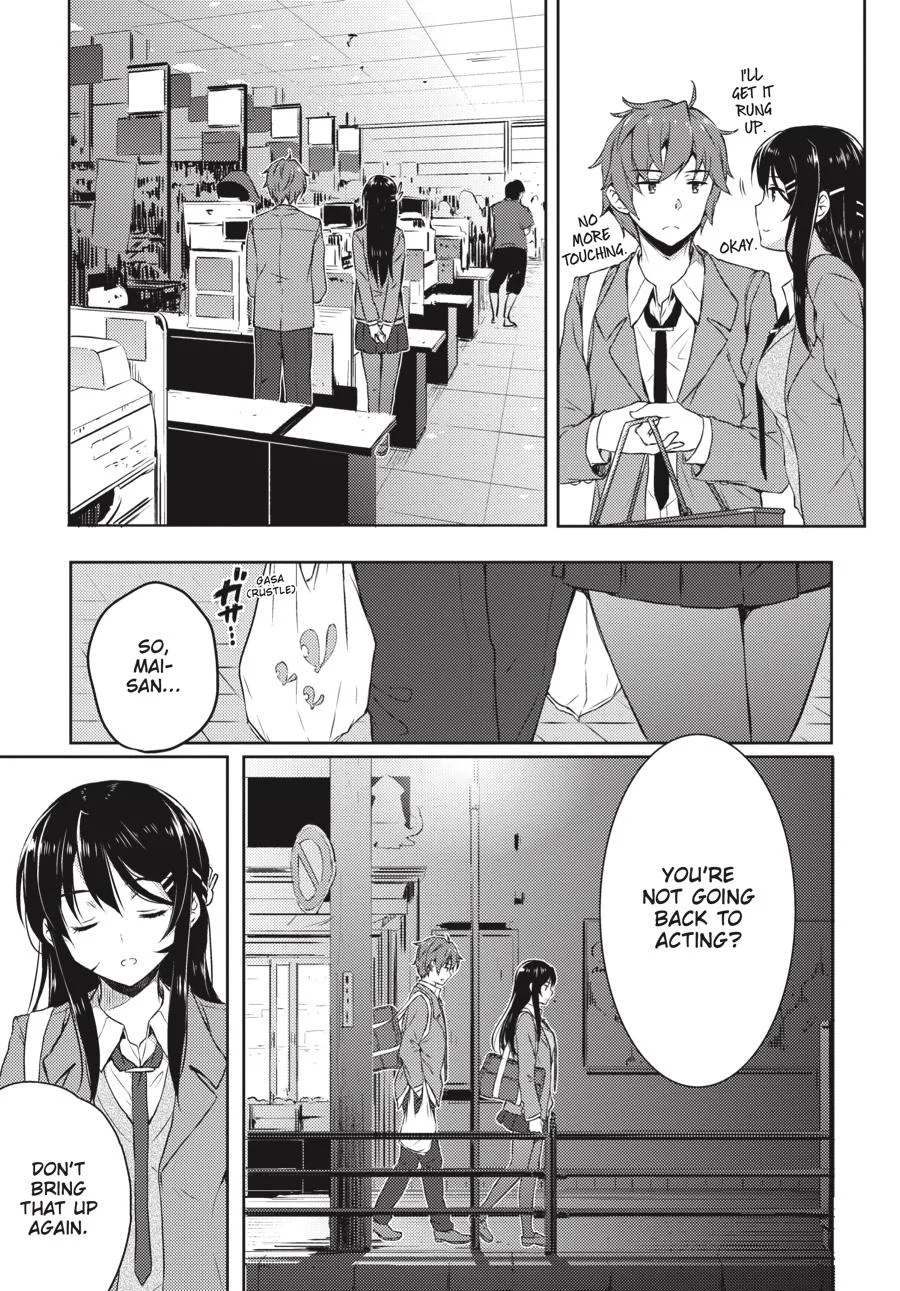 I'LL
GET IT
RUNG
UP.
OKAY.
NO
MORE
TOUCHING.
ガサ…
GASA
(RUSTLE)
SO,
MAI-
SAN...
YOU'RE
NOT GOING
BACK TO
ACTING?
DON'T
BRING
THAT UP
AGAIN.